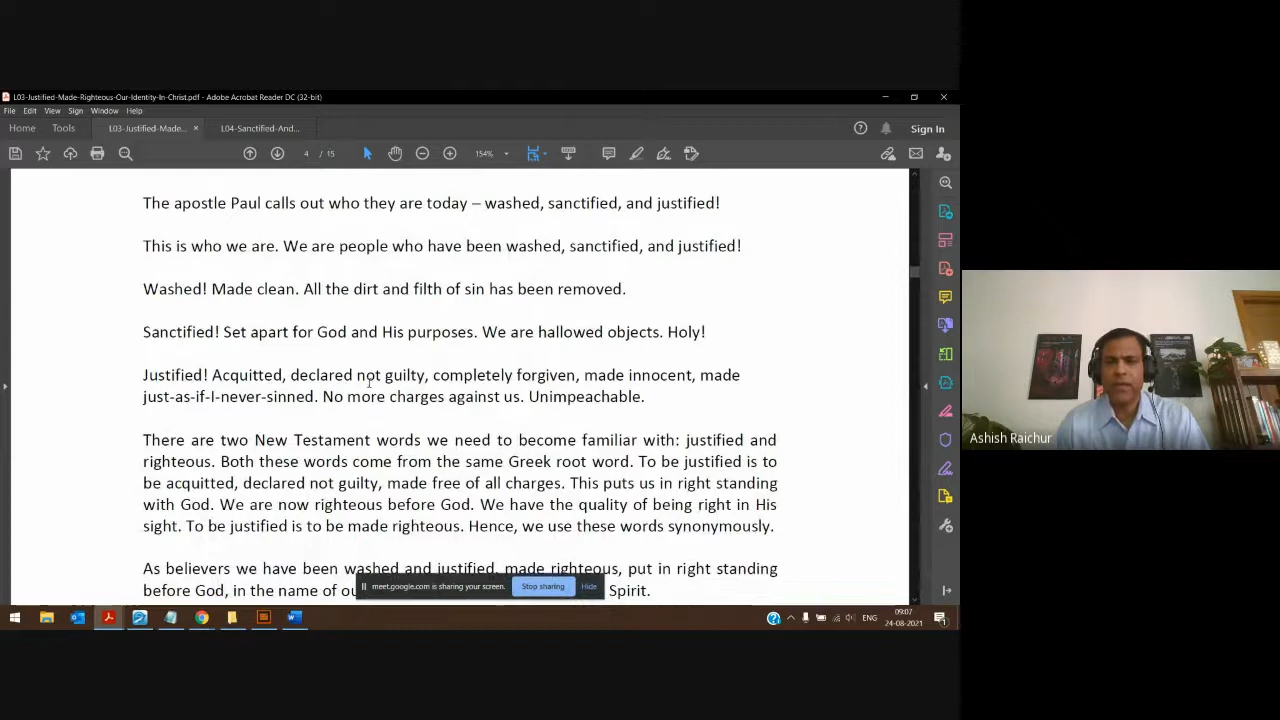 L03-Justified-Made-Righteous-Our-Identity-In-Christ.pdf - Adobe Acrobat Reader DC (32-bit)
File Edit View Sign Window Help
Home Tools L03-Justified-Made... × L04-Sanctified-And... Sign In
4 / 15 154%
The apostle Paul calls out who they are today – washed, sanctified, and justified!
This is who we are. We are people who have been washed, sanctified, and justified!
Washed! Made clean. All the dirt and filth of sin has been removed.
Sanctified! Set apart for God and His purposes. We are hallowed objects. Holy!
Justified! Acquitted, declared not guilty, completely forgiven, made innocent, made
just-as-if-I-never-sinned. No more charges against us. Unimpeachable.
There are two New Testament words we need to become familiar with: justified and
righteous. Both these words come from the same Greek root word. To be justified is to
be acquitted, declared not guilty, made free of all charges. This puts us in right standing
with God. We are now righteous before God. We have the quality of being right in His
sight. To be justified is to be made righteous. Hence, we use these words synonymously.
As believers we have been washed and justified, made righteous, put in right standing
before God, in the name of Spirit.
meet.google.com is sharing your screen. Stop sharing Hide
Ashish Raichur
ENG
09:07
24-08-2021